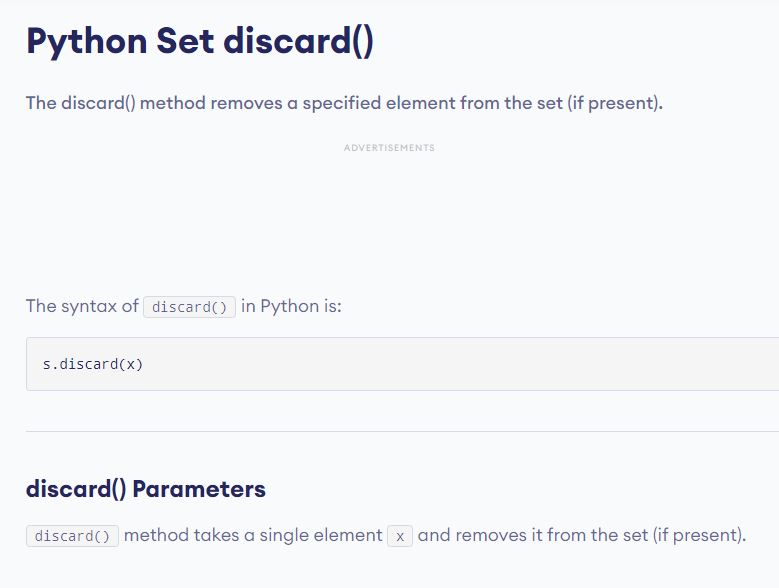 Python Set discard()
The discard() method removes a specified element from the set (if present).
ADVERTISEMENTS
The syntax of discard() in Python is:
s.discard(x)
discard() Parameters
discard() method takes a single element x and removes it from the set (if present).